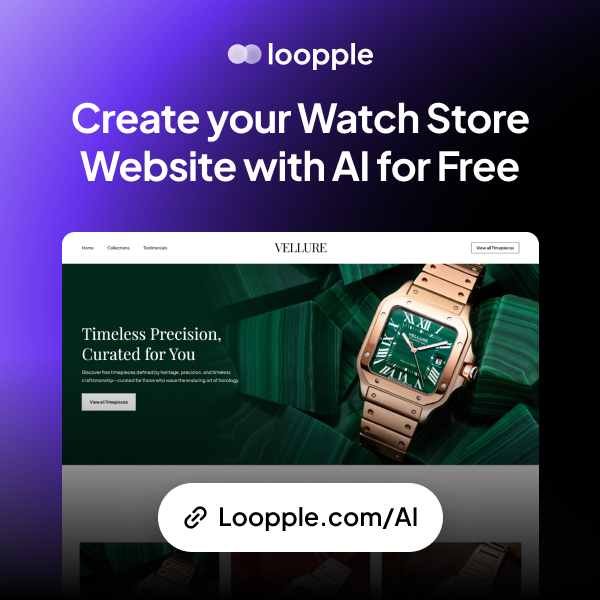 loopple
Create your Watch Store
Website with AI for Free
Home Collections Testimonials VELLURE View all Timepieces
Timeless Precision,
Curated for You
Discover fine timepieces defined by heritage, precision, and timeless
craftsmanship—curated for those who value the enduring art of horology.
View all Timepieces
VELLURE
Loopple.com/AI